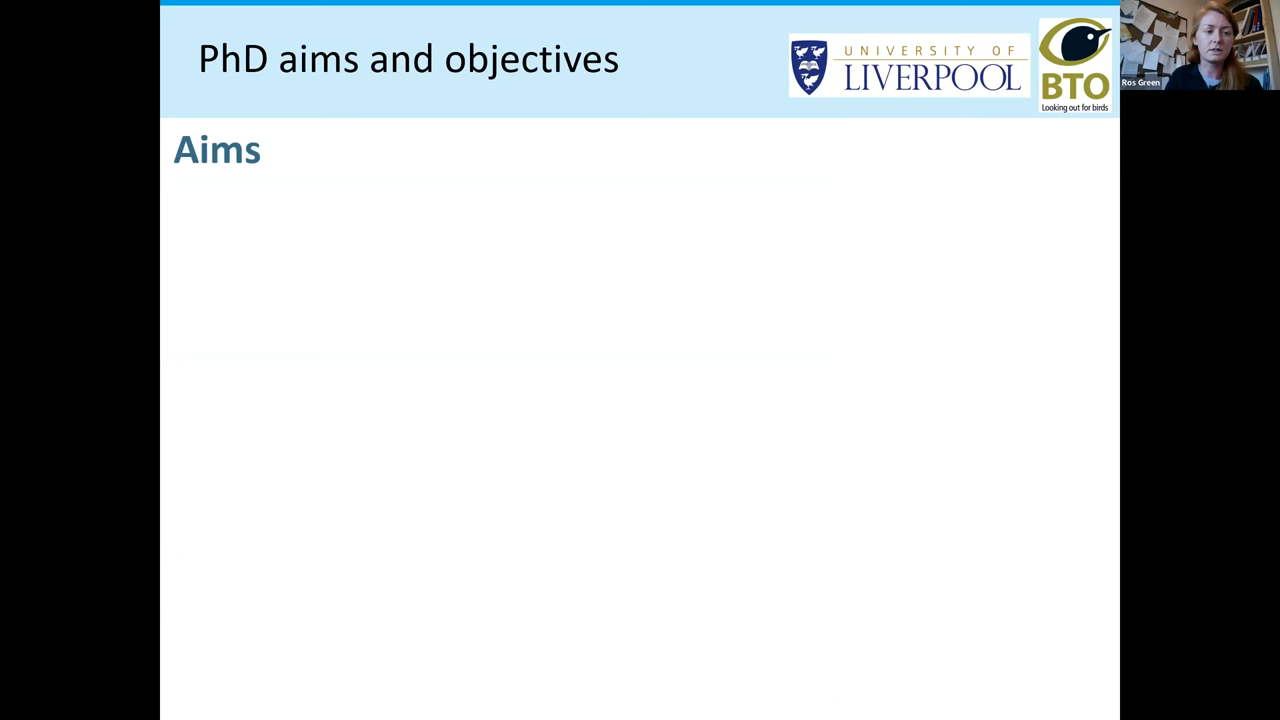 PhD aims and objectives
UNIVERSITY OF
LIVERPOOL
BTO
Looking out for birds
Ros Green
Aims